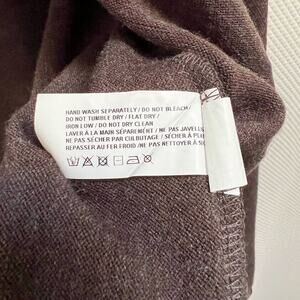 HAND WASH SEPARATELY / DO NOT BLEACH /
DO NOT TUMBLE DRY / FLAT DRY /
IRON LOW / DO NOT DRY CLEAN
LAVER À LA MAIN SÉPARÉMENT / NE PAS JAVELL
NE PAS SÉCHER PAR CULBUTAGE / SÉCHER À PL
REPASSER AU FER FROID / NE PAS NETTOYER À S